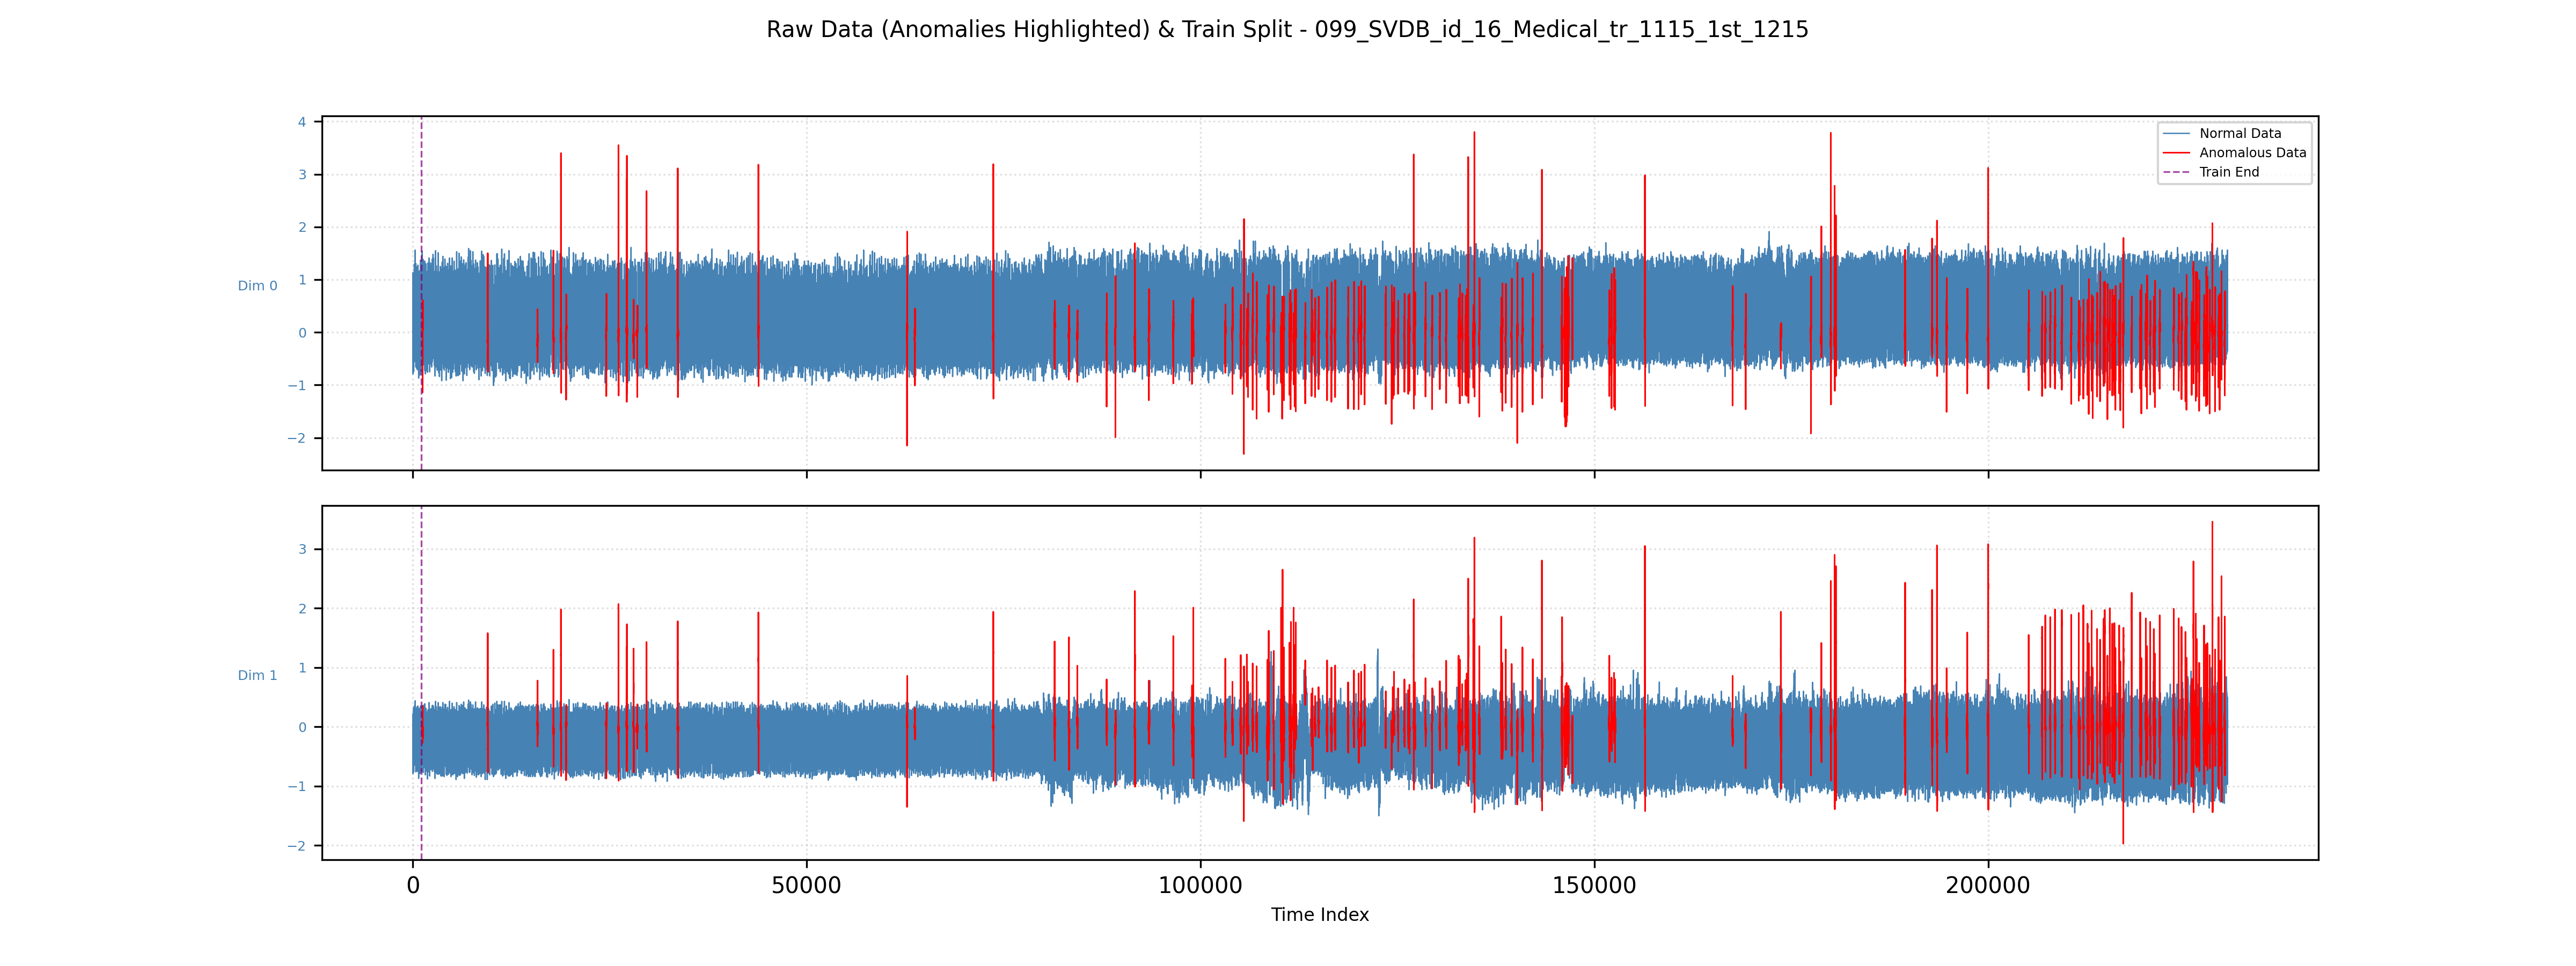 Raw Data (Anomalies Highlighted) & Train Split - 099_SVDB_id_16_Medical_tr_1115_1st_1215
4
3
2
1
0
−1
−2
Dim 0
Normal Data
Anomalous Data
Train End
3
2
1
0
−1
−2
Dim 1
0 50000 100000 150000 200000
Time Index